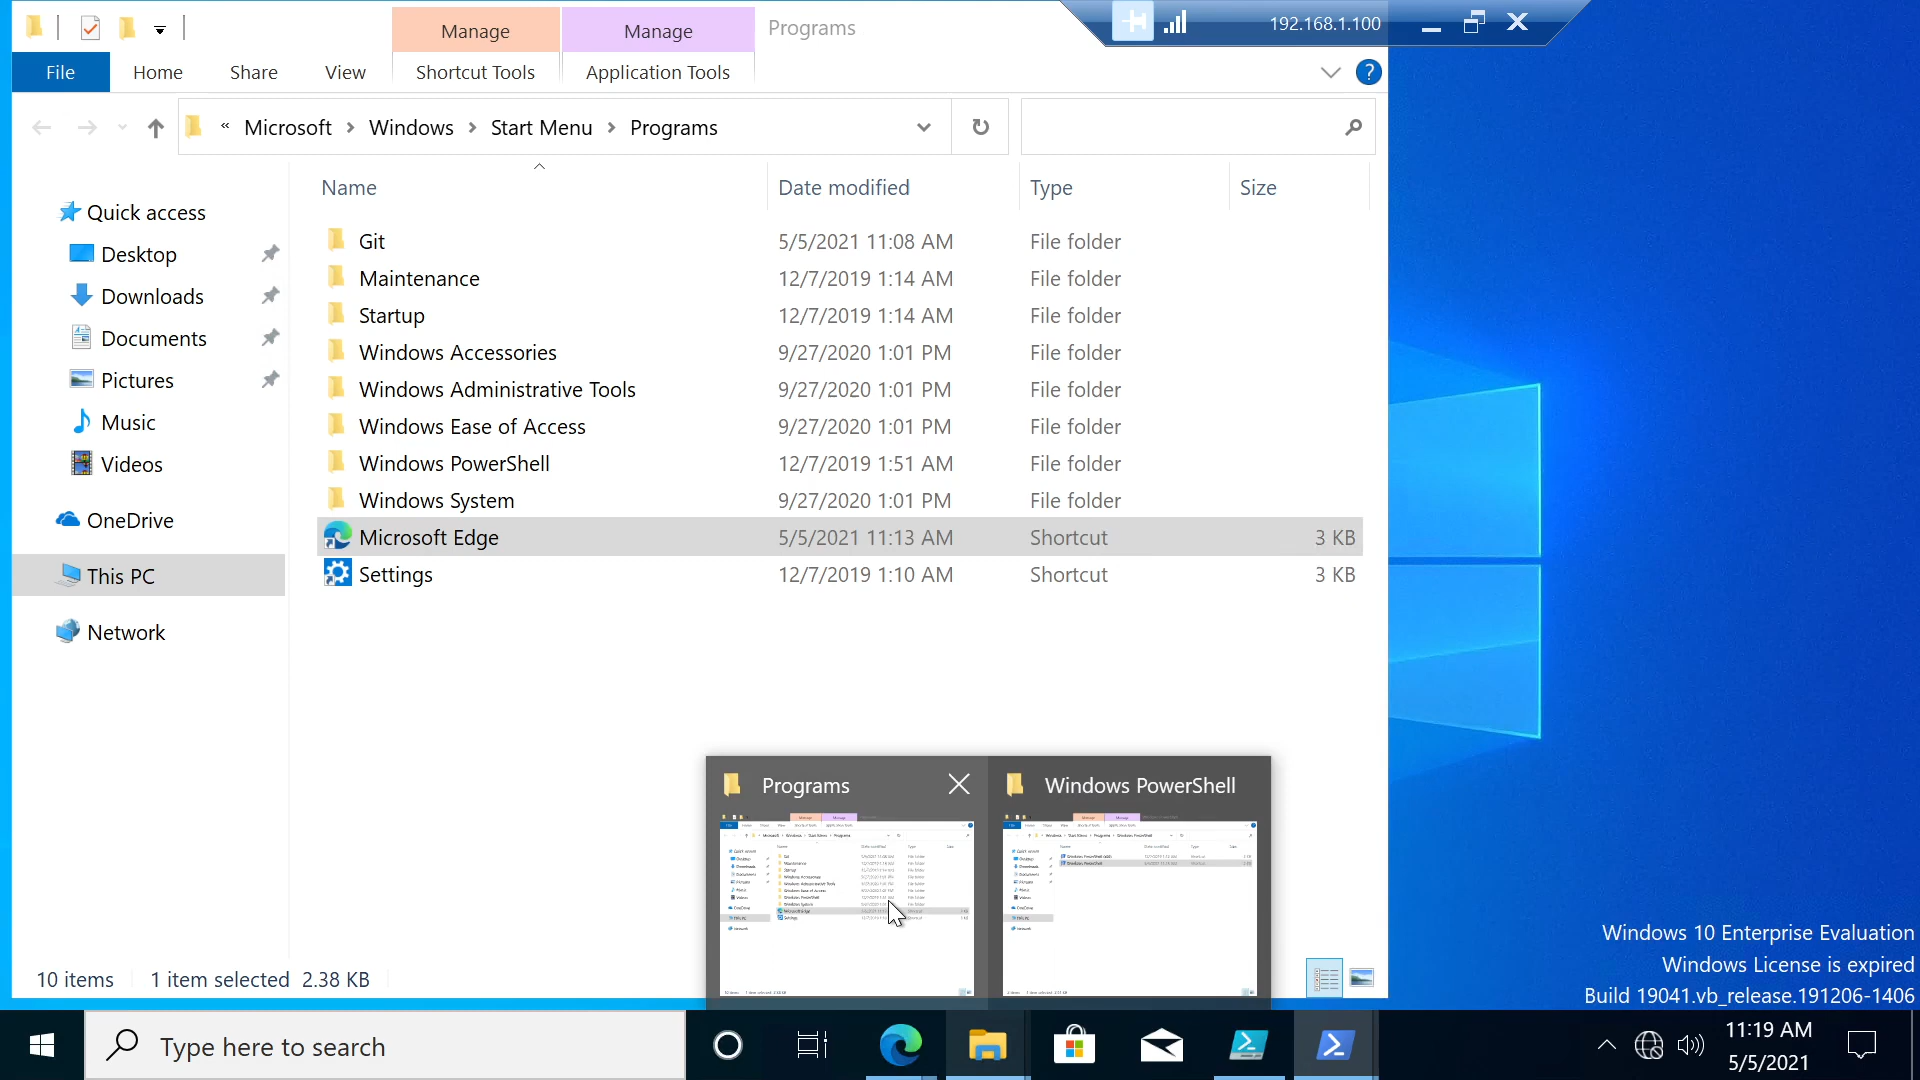 Manage
Manage
Programs
192.168.1.100
File
Home
Share
View
Shortcut Tools
Application Tools
?
« Microsoft > Windows > Start Menu > Programs
Name
Date modified
Type
Size
Quick access
Desktop
Downloads
Documents
Pictures
Music
Videos
OneDrive
This PC
Network
Git 5/5/2021 11:08 AM File folder
Maintenance 12/7/2019 1:14 AM File folder
Startup 12/7/2019 1:14 AM File folder
Windows Accessories 9/27/2020 1:01 PM File folder
Windows Administrative Tools 9/27/2020 1:01 PM File folder
Windows Ease of Access 9/27/2020 1:01 PM File folder
Windows PowerShell 12/7/2019 1:51 AM File folder
Windows System 9/27/2020 1:01 PM File folder
Microsoft Edge 5/5/2021 11:13 AM Shortcut 3 KB
Settings 12/7/2019 1:10 AM Shortcut 3 KB
Programs
Windows PowerShell
10 items 1 item selected 2.38 KB
Windows 10 Enterprise Evaluation
Windows License is expired
Build 19041.vb_release.191206-1406
Type here to search
11:19 AM
5/5/2021